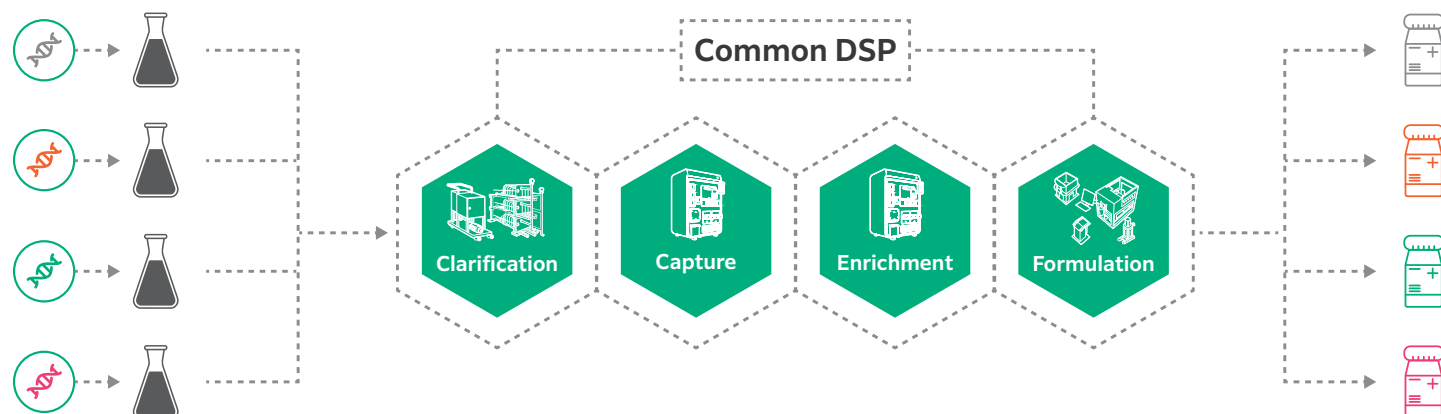 Common DSP
Clarification
Capture
Enrichment
Formulation